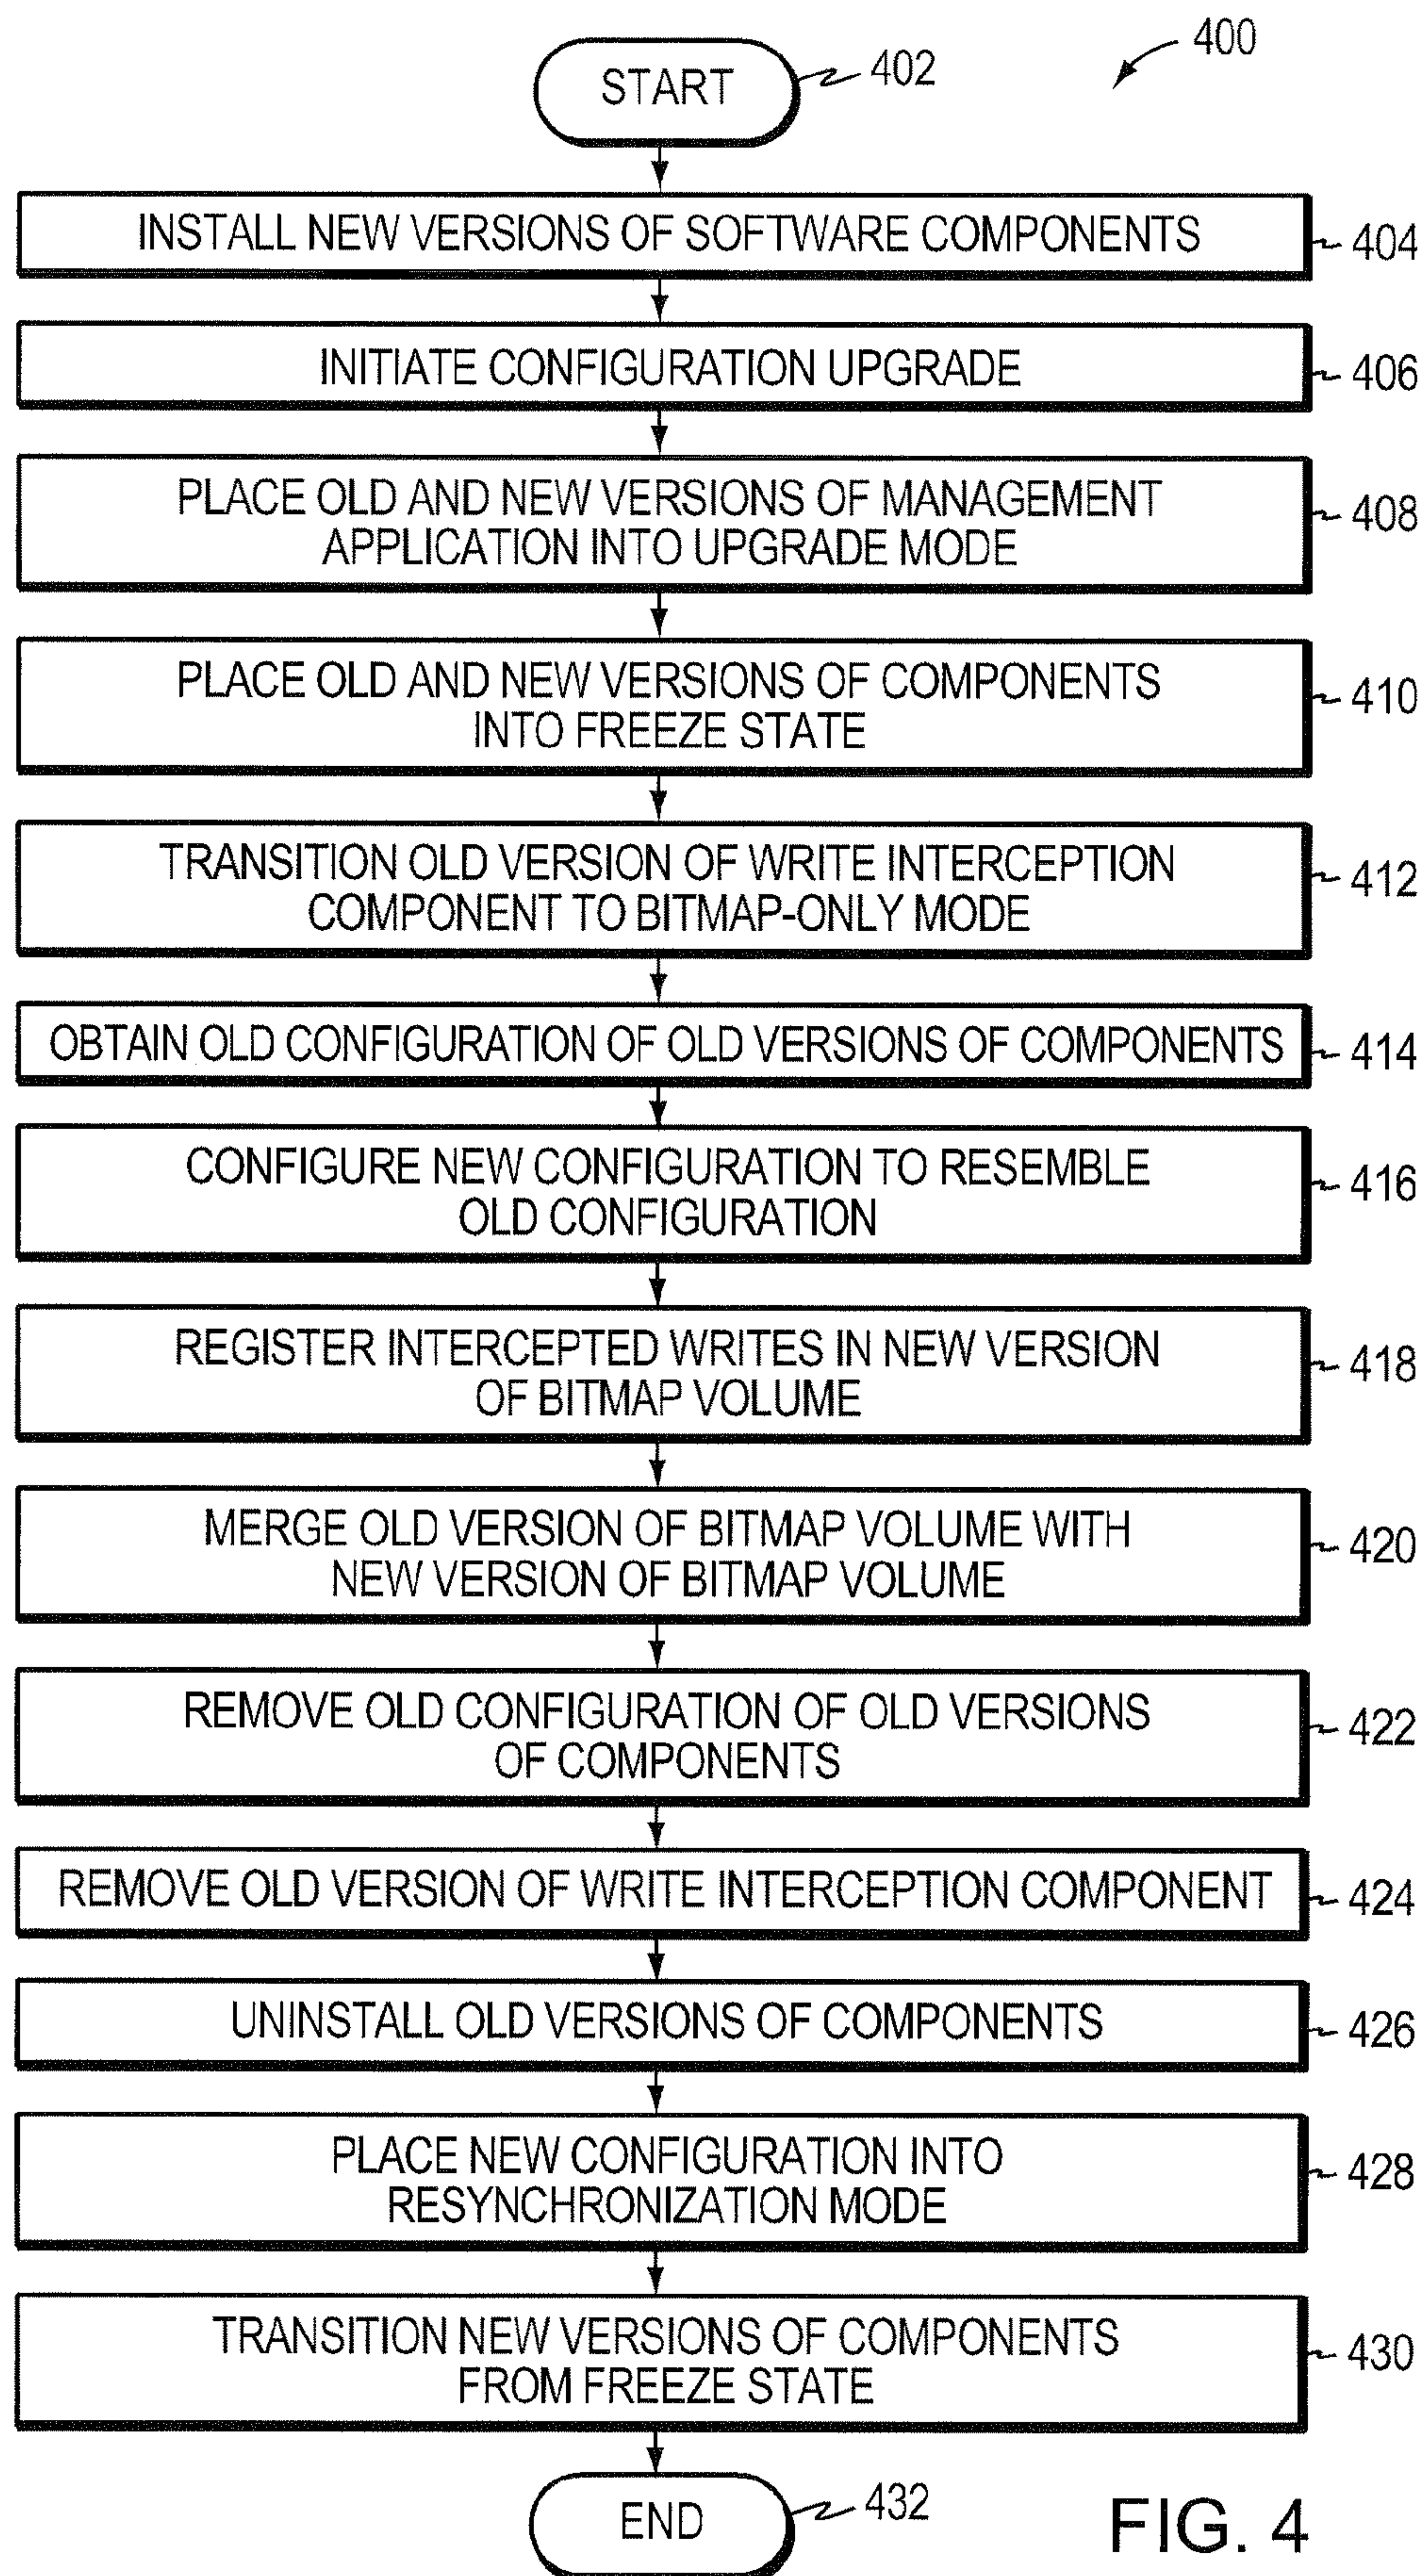 400
START
402
INSTALL NEW VERSIONS OF SOFTWARE COMPONENTS
404
INITIATE CONFIGURATION UPGRADE
406
PLACE OLD AND NEW VERSIONS OF MANAGEMENT
APPLICATION INTO UPGRADE MODE
408
PLACE OLD AND NEW VERSIONS OF COMPONENTS
INTO FREEZE STATE
410
TRANSITION OLD VERSION OF WRITE INTERCEPTION
COMPONENT TO BITMAP-ONLY MODE
412
OBTAIN OLD CONFIGURATION OF OLD VERSIONS OF COMPONENTS
414
CONFIGURE NEW CONFIGURATION TO RESEMBLE
OLD CONFIGURATION
416
REGISTER INTERCEPTED WRITES IN NEW VERSION
OF BITMAP VOLUME
418
MERGE OLD VERSION OF BITMAP VOLUME WITH
NEW VERSION OF BITMAP VOLUME
420
REMOVE OLD CONFIGURATION OF OLD VERSIONS
OF COMPONENTS
422
REMOVE OLD VERSION OF WRITE INTERCEPTION COMPONENT
424
UNINSTALL OLD VERSIONS OF COMPONENTS
426
PLACE NEW CONFIGURATION INTO
RESYNCHRONIZATION MODE
428
TRANSITION NEW VERSIONS OF COMPONENTS
FROM FREEZE STATE
430
END
432
FIG. 4